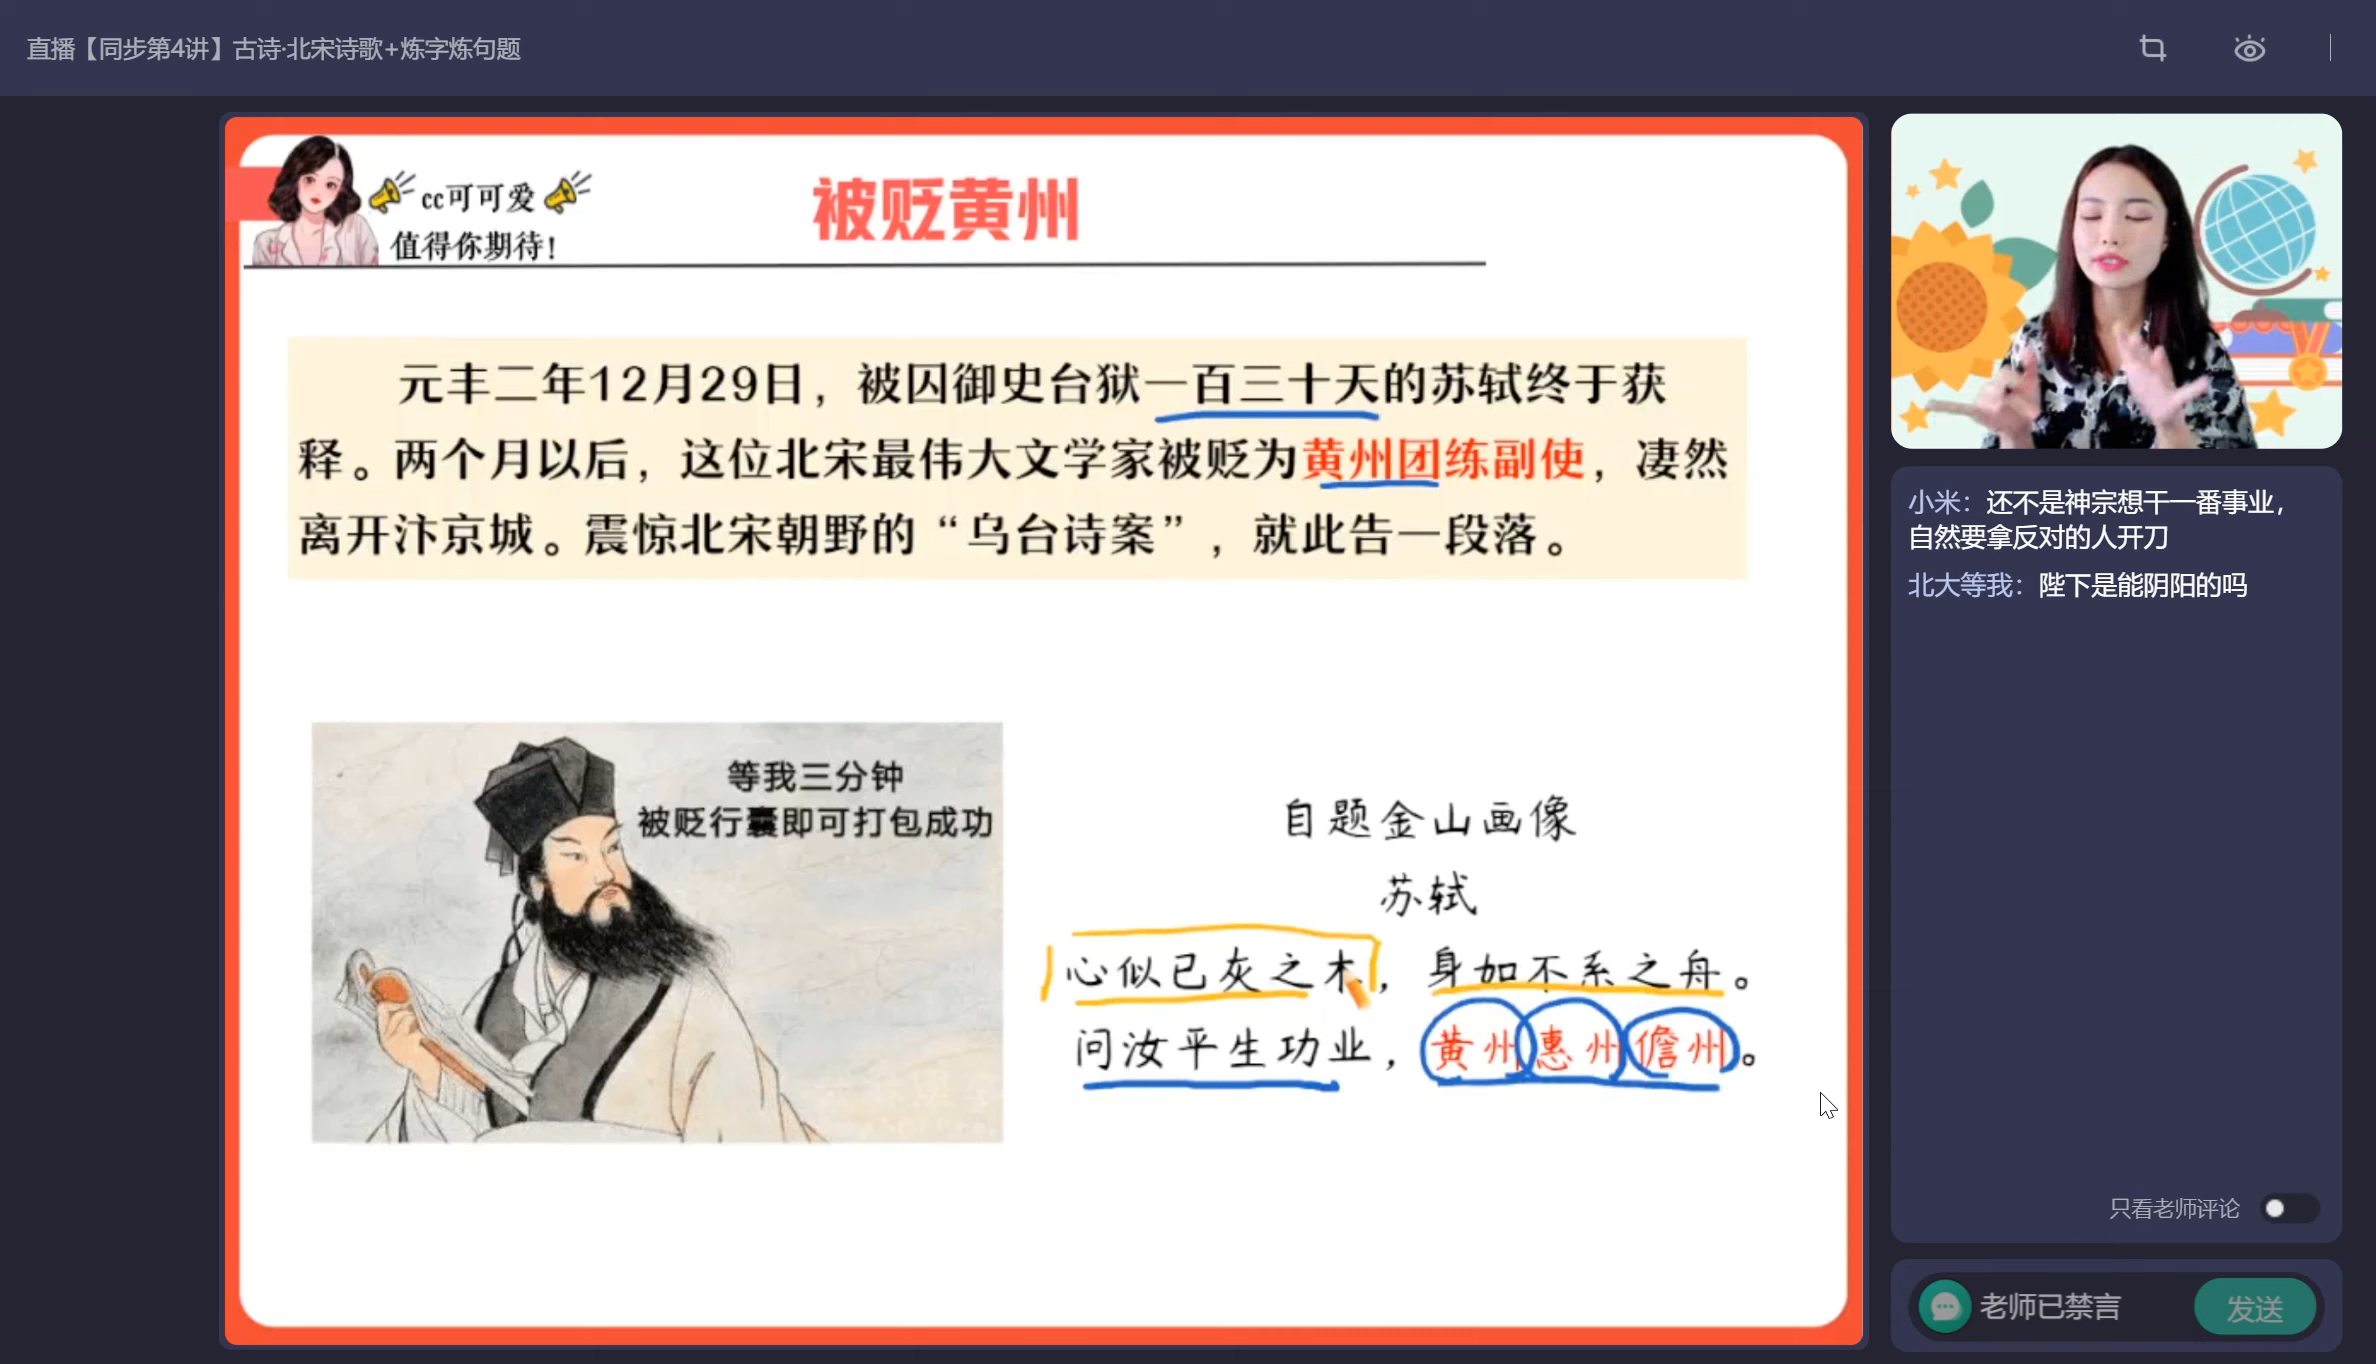 直播【同步第4讲】古诗·北宋诗歌+炼字炼句题
cc可可爱
值得你期待！
被贬黄州
元丰二年12月29日，被囚御史台狱一百三十天的苏轼终于获
释。两个月以后，这位北宋最伟大文学家被贬为黄州团练副使，凄然
离开汴京城。震惊北宋朝野的“乌台诗案”，就此告一段落。
等我三分钟
被贬行囊即可打包成功
自题金山画像
苏轼
心似已灰之木，身如不系之舟。
问汝平生功业，黄州惠州儋州。
小米：还不是神宗想干一番事业，
自然要拿反对的人开刀
北大等我：陛下是能阴阳的吗
只看老师评论
老师已禁言
发送